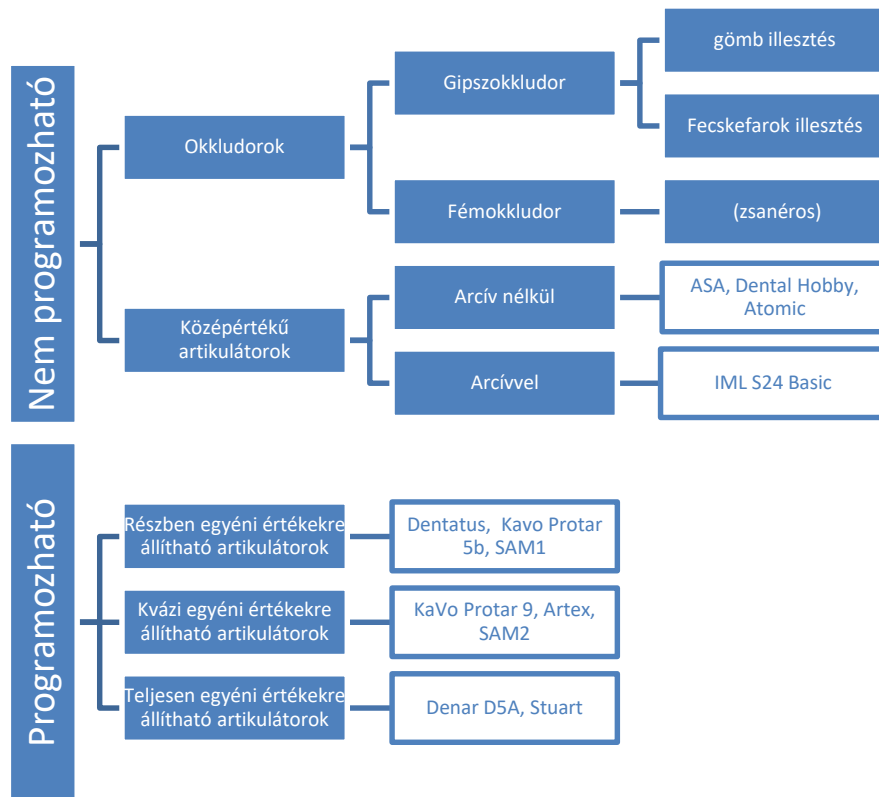 Nem programozható
Okkludorok
Gipszokkludor
gömb illesztés
Fecskefarok illesztés
Fémokkludor
(zsanéros)
Középértékű
artikulátorok
Arcív nélkül
ASA, Dental Hobby,
Atomic
Arcívvel
IML S24 Basic
Programozható
Részben egyéni értékekre
állítható artikulátorok
Dentatus, Kavo Protar
5b, SAM1
Kvázi egyéni értékekre
állítható artikulátorok
KaVo Protar 9, Artex,
SAM2
Teljesen egyéni értékekre
állítható artikulátorok
Denar D5A, Stuart